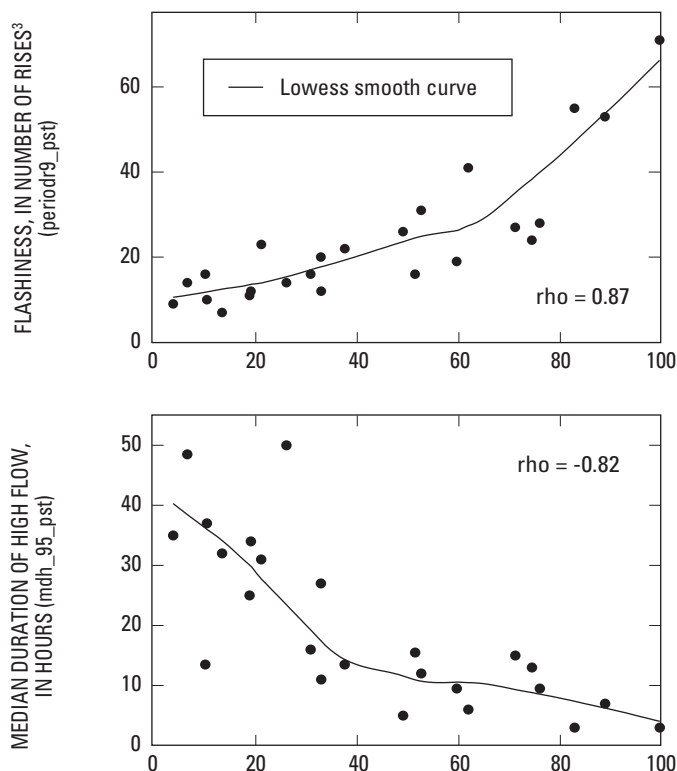 FLASHINESS, IN NUMBER OF RISES³
(periodr9_pst)
60
40
20
0
Lowess smooth curve
rho = 0.87
0 20 40 60 80 100
MEDIAN DURATION OF HIGH FLOW,
IN HOURS (mdh_95_pst)
50
40
30
20
10
0
rho = -0.82
0 20 40 60 80 100